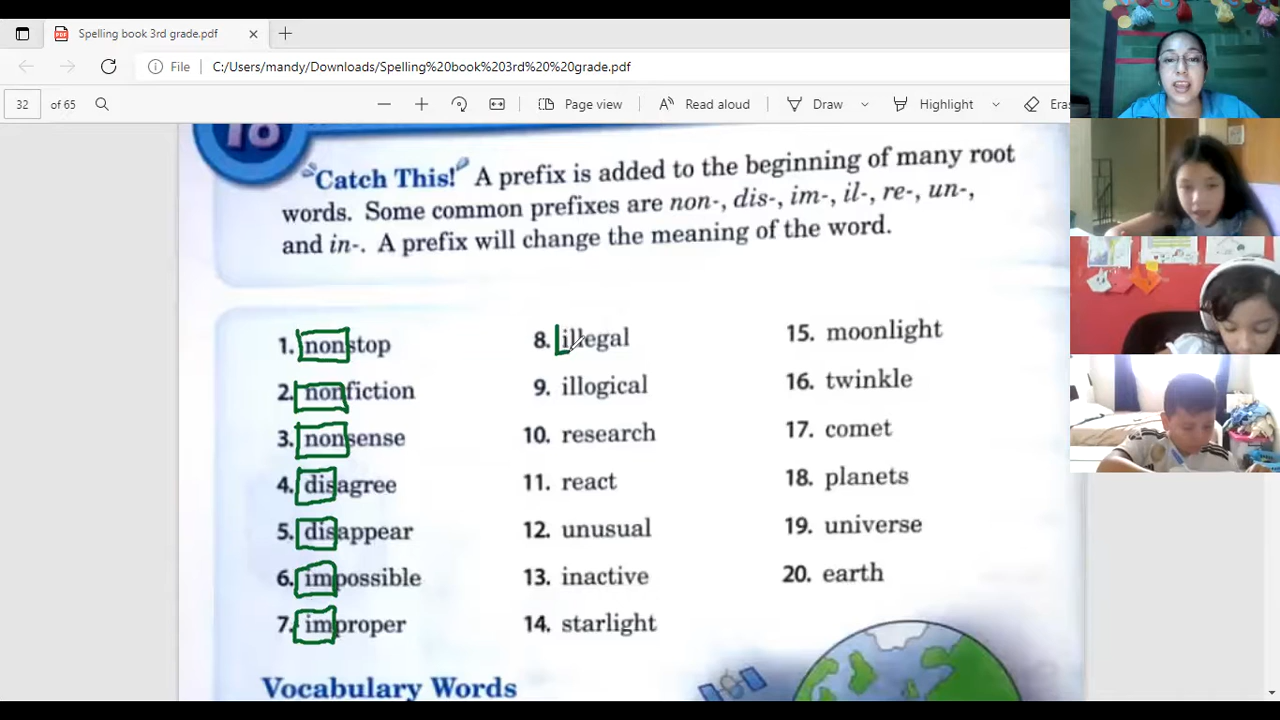 Spelling book 3rd grade.pdf
File C:/Users/mandy/Downloads/Spelling%20book%203rd%20%20grade.pdf
32 of 65 Page view Read aloud Draw Highlight
18
"Catch This!" A prefix is added to the beginning of many root
words. Some common prefixes are non-, dis-, im-, il-, re-, un-,
and in-. A prefix will change the meaning of the word.
1. nonstop
2. nonfiction
3. nonsense
4. disagree
5. disappear
6. impossible
7. improper
8. illegal
9. illogical
10. research
11. react
12. unusual
13. inactive
14. starlight
15. moonlight
16. twinkle
17. comet
18. planets
19. universe
20. earth
Vocabulary Words